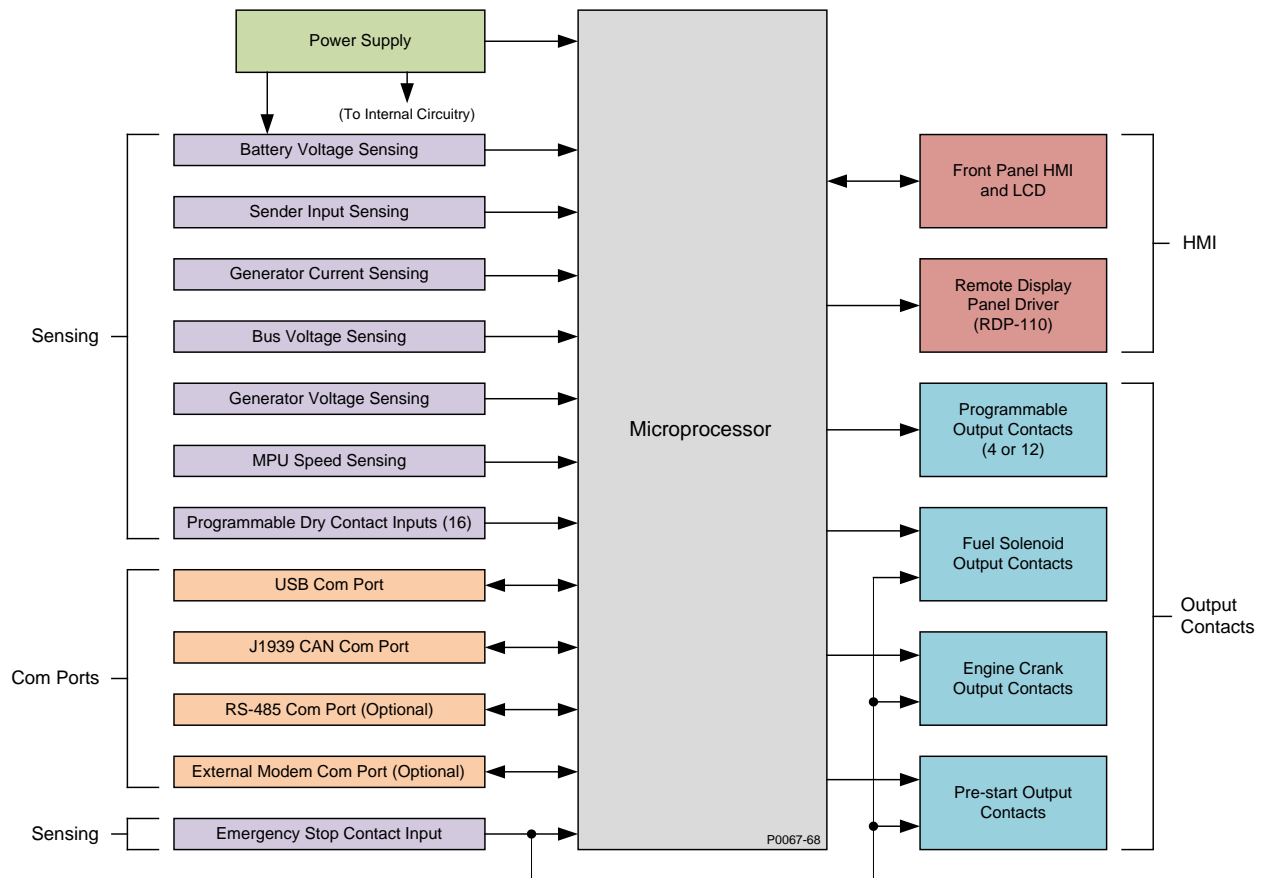 Power Supply
(To Internal Circuitry)
Sensing
Battery Voltage Sensing
Sender Input Sensing
Generator Current Sensing
Bus Voltage Sensing
Generator Voltage Sensing
MPU Speed Sensing
Programmable Dry Contact Inputs (16)
Com Ports
USB Com Port
J1939 CAN Com Port
RS-485 Com Port (Optional)
External Modem Com Port (Optional)
Sensing
Emergency Stop Contact Input
Microprocessor
P0067-68
Front Panel HMI
and LCD
Remote Display
Panel Driver
(RDP-110)
HMI
Programmable
Output Contacts
(4 or 12)
Fuel Solenoid
Output Contacts
Engine Crank
Output Contacts
Pre-start Output
Contacts
Output
Contacts